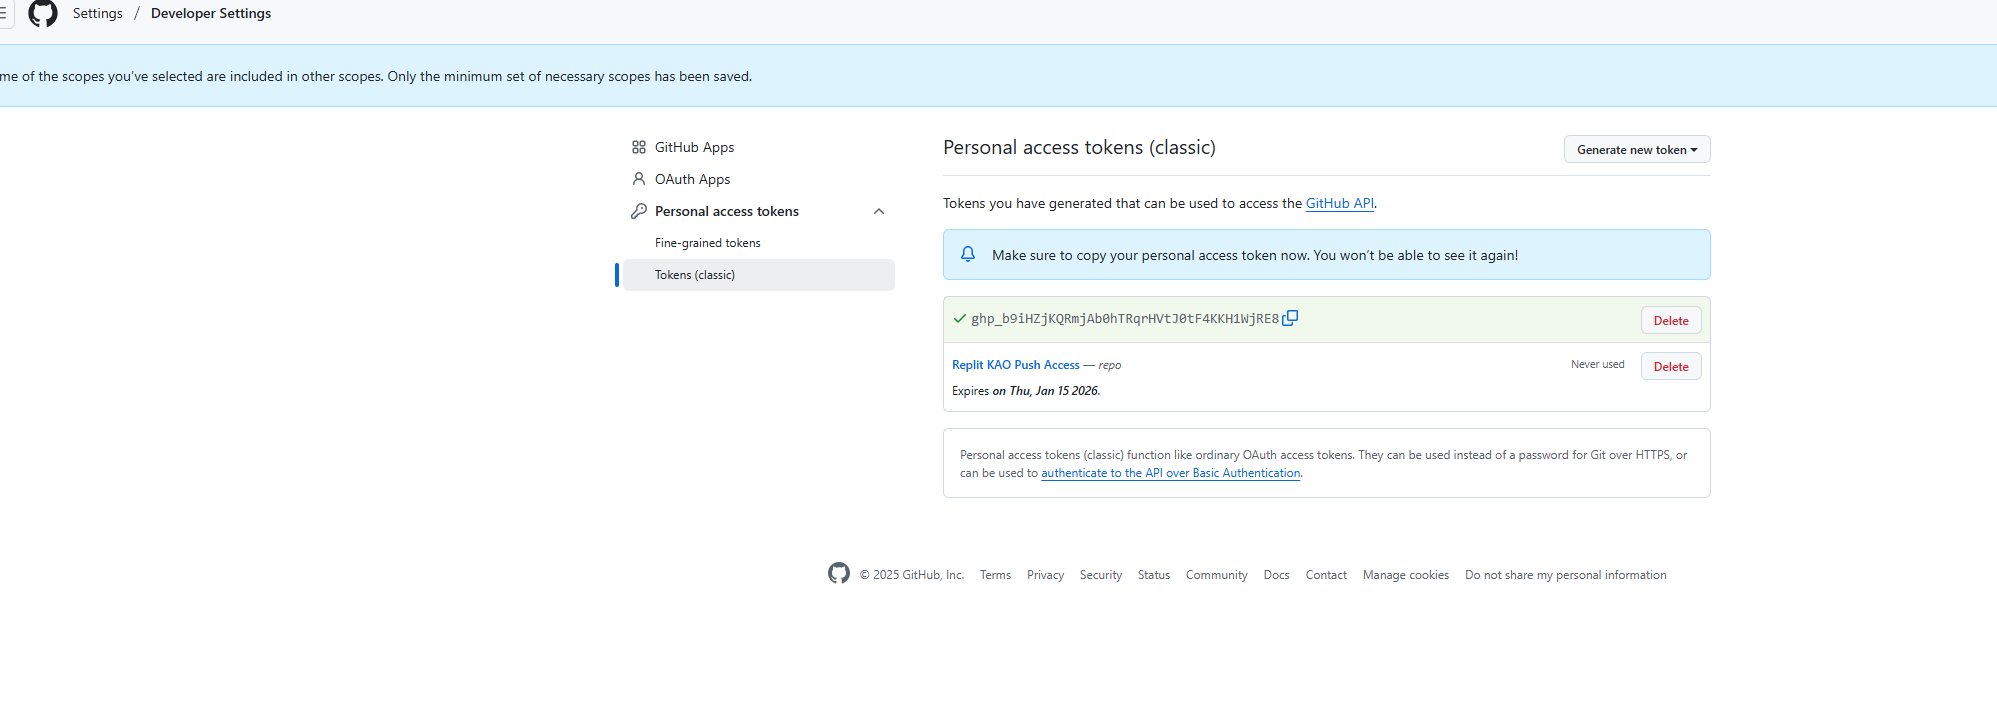 Settings / Developer Settings
me of the scopes you've selected are included in other scopes. Only the minimum set of necessary scopes has been saved.
GitHub Apps
OAuth Apps
Personal access tokens
Fine-grained tokens
Tokens (classic)
Personal access tokens (classic)
Generate new token
Tokens you have generated that can be used to access the GitHub API.
Make sure to copy your personal access token now. You won't be able to see it again!
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
Delete
Replit KAO Push Access — repo
Never used
Delete
Expires on Thu, Jan 15 2026.
Personal access tokens (classic) function like ordinary OAuth access tokens. They can be used instead of a password for Git over HTTPS, or
can be used to authenticate to the API over Basic Authentication.
© 2025 GitHub, Inc. Terms Privacy Security Status Community Docs Contact Manage cookies Do not share my personal information